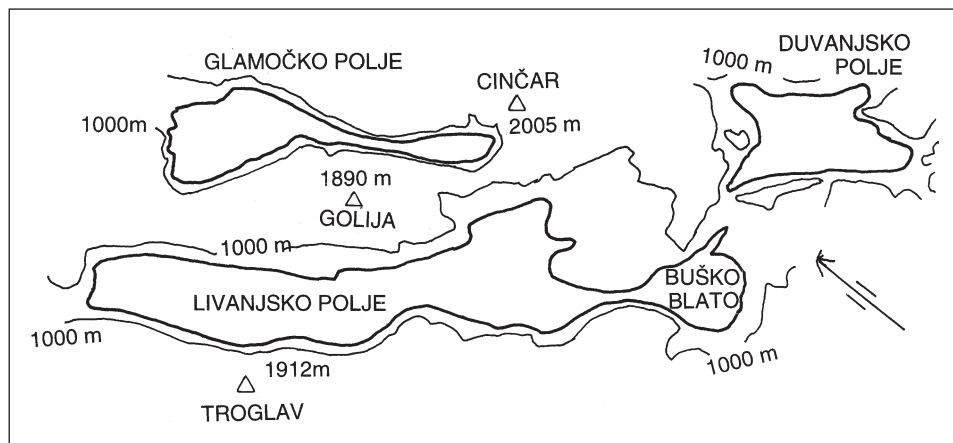 GLAMOČKO POLJE
DUVANJSKO
POLJE
1000 m
CINČAR
2005 m
1000m
1890 m
GOLIJA
1000 m
BUŠKO
BLATO
LIVANJSKO POLJE
1000 m
1000 m
1912m
TROGLAV